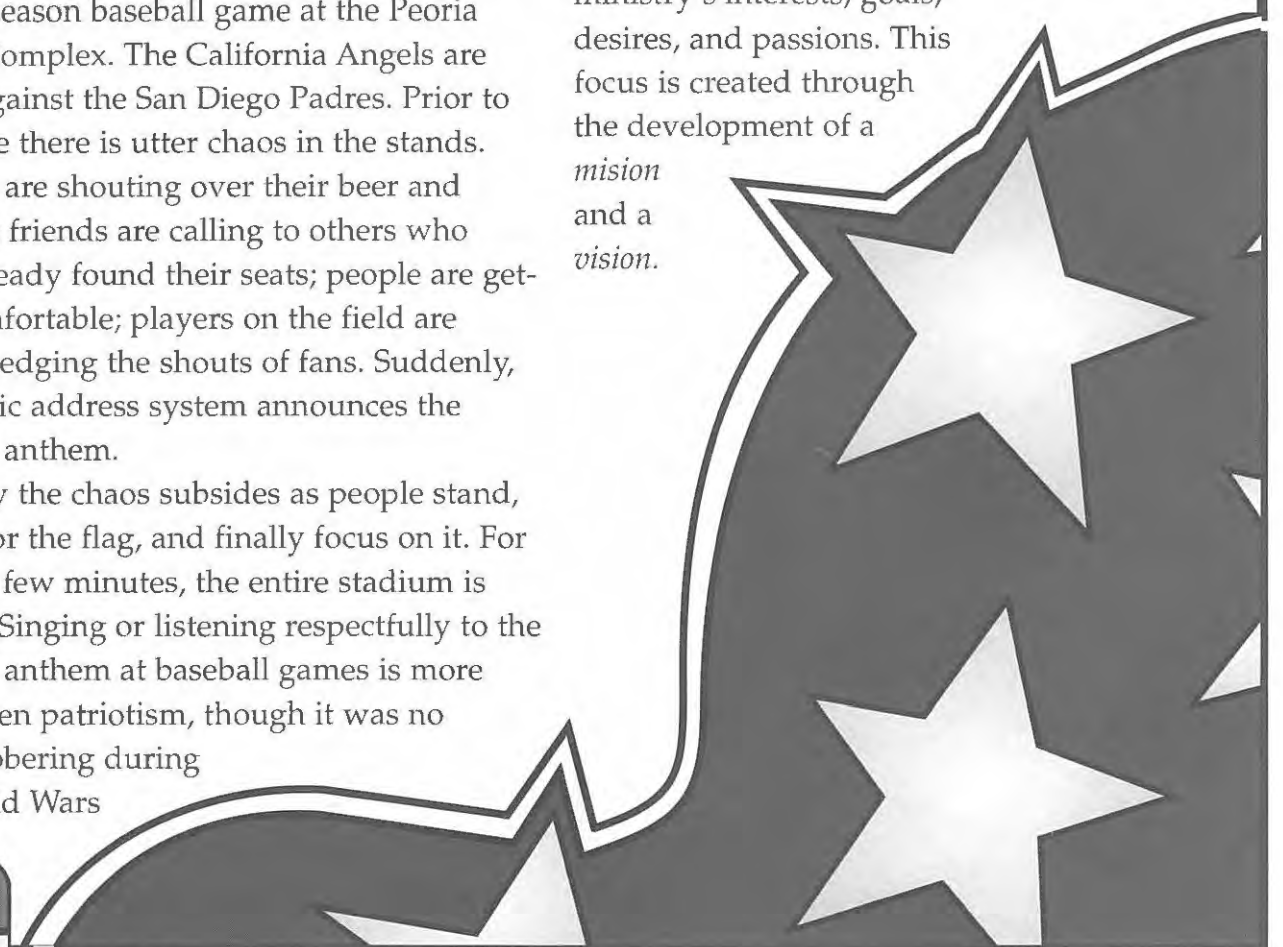 eason baseball game at the Peoria
omplex. The California Angels are
gainst the San Diego Padres. Prior to
e there is utter chaos in the stands.
are shouting over their beer and
friends are calling to others who
eady found their seats; people are get-
nfortable; players on the field are
edging the shouts of fans. Suddenly,
ic address system announces the
anthem.
y the chaos subsides as people stand,
or the flag, and finally focus on it. For
few minutes, the entire stadium is
Singing or listening respectfully to the
anthem at baseball games is more
en patriotism, though it was no
bering during
d Wars
ministry's interests, goals,
desires, and passions. This
focus is created through
the development of a
mision
and a
vision.